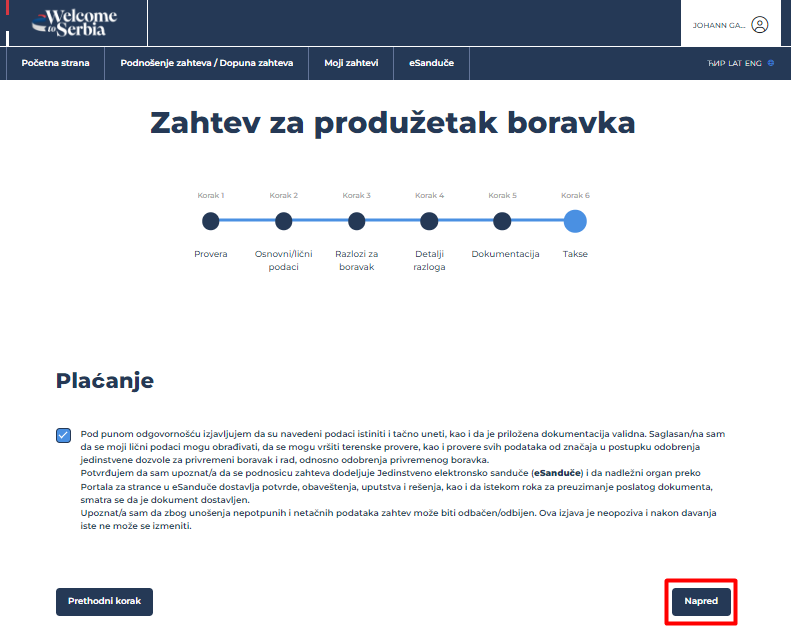 Welcome
to Serbia
JOHANN GA...
Početna strana
Podnošenje zahteva / Dopuna zahteva
Moji zahtevi
eSanduče
ЋИР LAT ENG
Zahtev za produžetak boravka
Korak 1
Korak 2
Korak 3
Korak 4
Korak 5
Korak 6
Provera
Osnovni/lični
podaci
Razlozi za
boravak
Detalji
razloga
Dokumentacija
Takse
Plaćanje
Pod punom odgovornošću izjavljujem da su navedeni podaci istiniti i tačno uneti, kao i da je priložena dokumentacija validna. Saglasan/na sam
da se moji lični podaci mogu obrađivati, da se mogu vršiti terenske provere, kao i provere svih podataka od značaja u postupku odobrenja
jedinstvene dozvole za privremeni boravak i rad, odnosno odobrenja privremenog boravka.
Potvrđujem da sam upoznat/a da se podnosicu zahteva dodeljuje Jedinstveno elektronsko sanduče (eSanduče) i da nadležni organ preko
Portala za strance u eSanduče dostavlja potvrde, obaveštenja, uputstva i rešenja, kao i da istekom roka za preuzimanje poslatog dokumenta,
smatra se da je dokument dostavljen.
Upoznat/a sam da zbog unošenja nepotpunih i netačnih podataka zahtev može biti odbačen/odbijen. Ova izjava je neopoziva i nakon davanja
iste ne može se izmeniti.
Prethodni korak
Napred